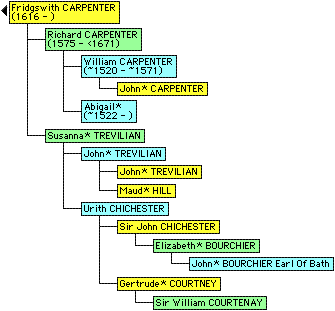 Fridgswith CARPENTER
(1616 - )
Richard CARPENTER
(1575 - <1671)
William CARPENTER
(~1520 - ~1571)
John* CARPENTER
Abigail*
(~1522 - )
Susanna* TREVILIAN
John* TREVILIAN
John* TREVILIAN
Maud* HILL
Urith CHICHESTER
Sir John CHICHESTER
Elizabeth* BOURCHIER
John* BOURCHIER Earl Of Bath
Gertrude* COURTNEY
Sir William COURTENAY